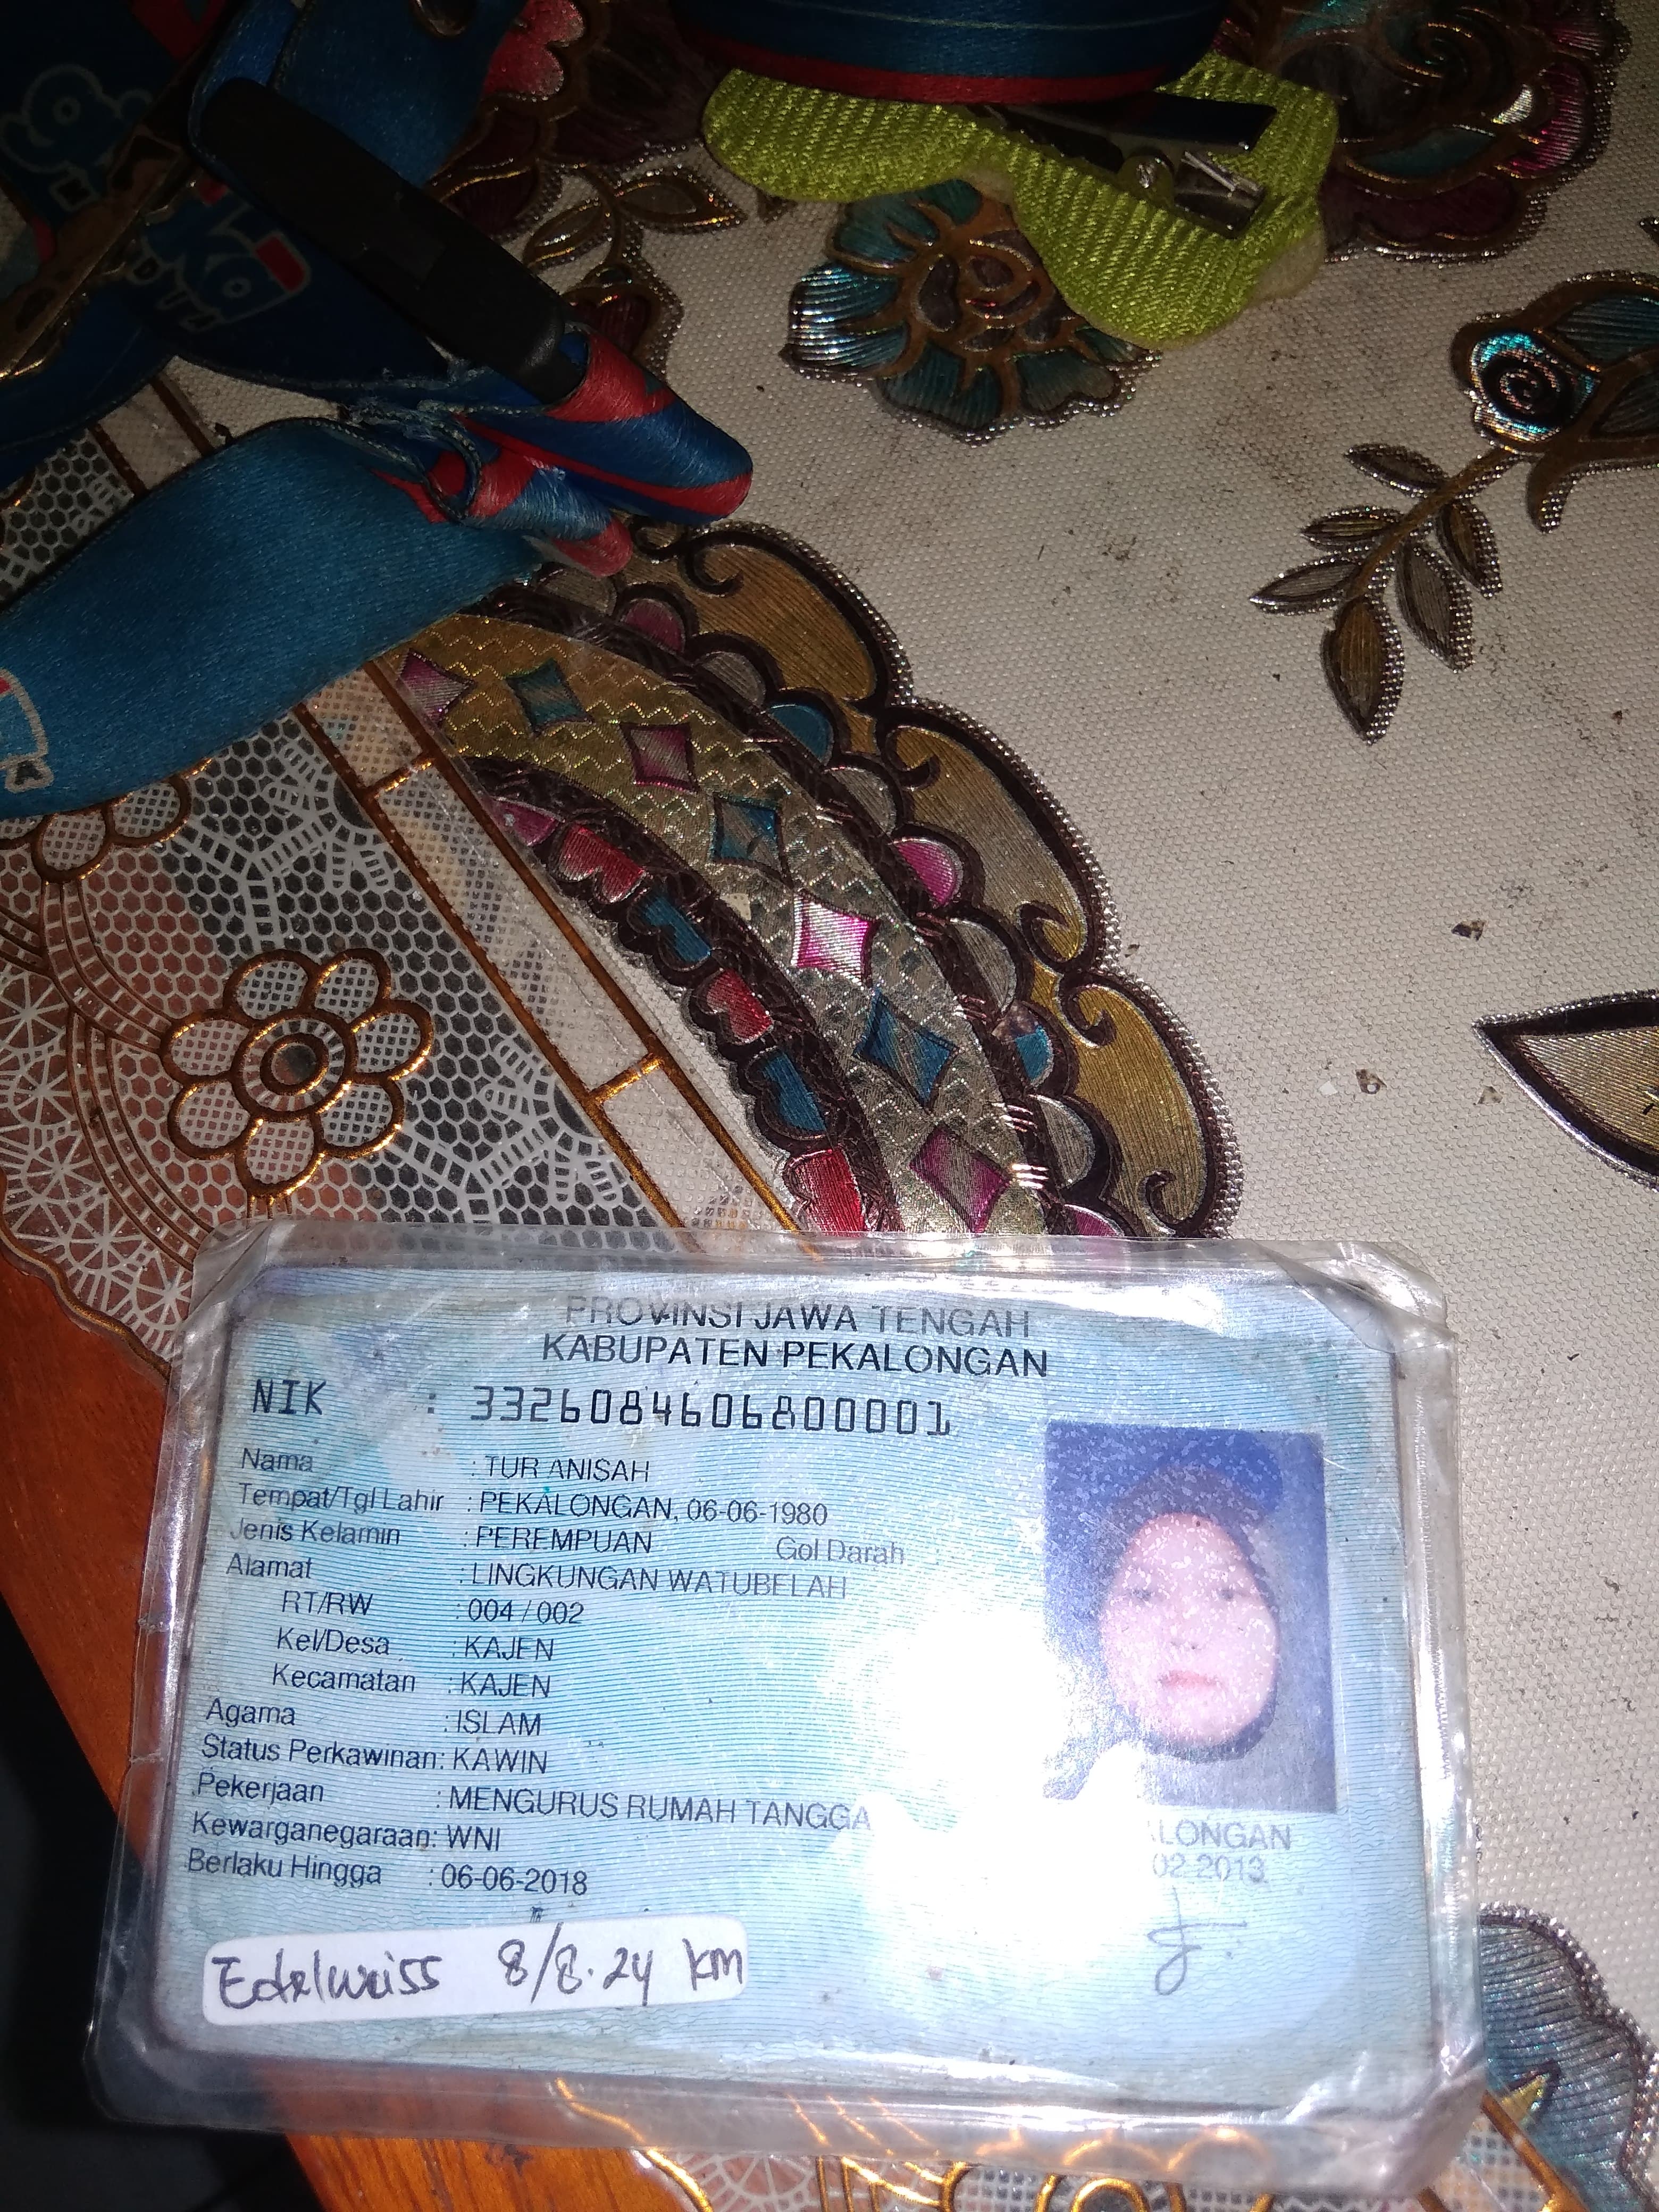 PROVINSI JAWA TENGAH
KABUPATEN PEKALONGAN
NIK : 3326084606800001
Nama : TUR ANISAH
Tempat/Tgl Lahir : PEKALONGAN, 06-06-1980
Jenis Kelamin : PEREMPUAN Gol Darah
Alamat : LINGKUNGAN WATUBELAH
RT/RW : 004 / 002
Kel/Desa : KAJEN
Kecamatan : KAJEN
Agama : ISLAM
Status Perkawinan: KAWIN
Pekerjaan : MENGURUS RUMAH TANGGA
Kewarganegaraan: WNI
Berlaku Hingga : 06-06-2018
LONGAN
02 2013
Edelweiss 8/8.24 km